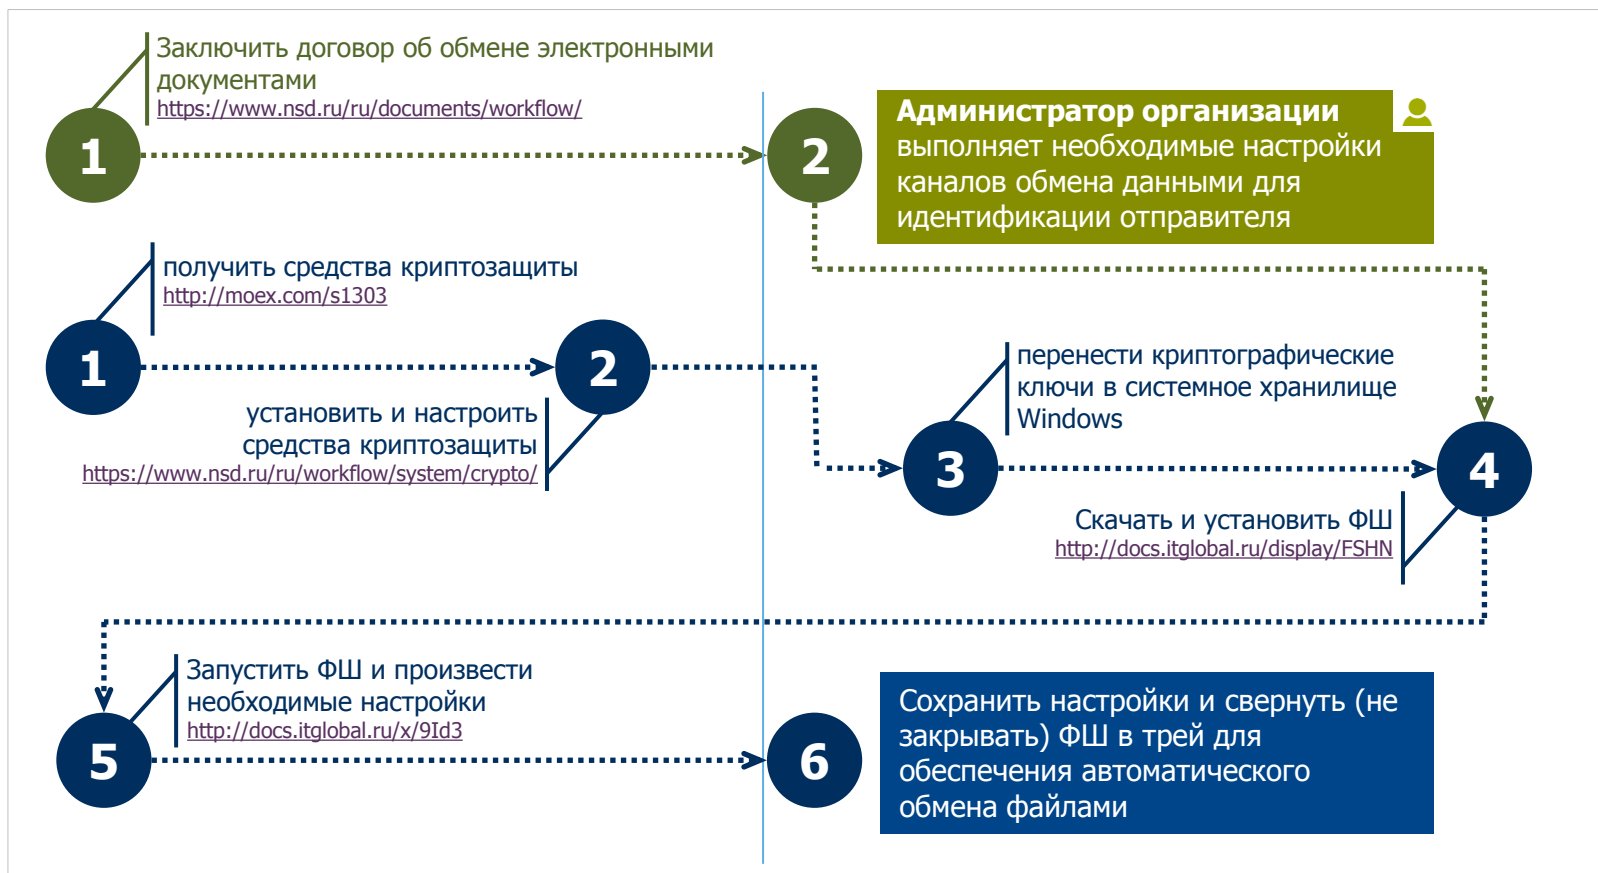 Заключить договор об обмене электронными
документами
https://www.nsd.ru/ru/documents/workflow/
1
2
Администратор организации
выполняет необходимые настройки
каналов обмена данными для
идентификации отправителя
получить средства криптозащиты
http://moex.com/s1303
1
2
установить и настроить
средства криптозащиты
https://www.nsd.ru/ru/workflow/system/crypto/
перенести криптографические
ключи в системное хранилище
Windows
3
4
Скачать и установить ФШ
http://docs.itglobal.ru/display/FSHN
Запустить ФШ и произвести
необходимые настройки
http://docs.itglobal.ru/x/9Id3
5
6
Сохранить настройки и свернуть (не
закрывать) ФШ в трей для
обеспечения автоматического
обмена файлами